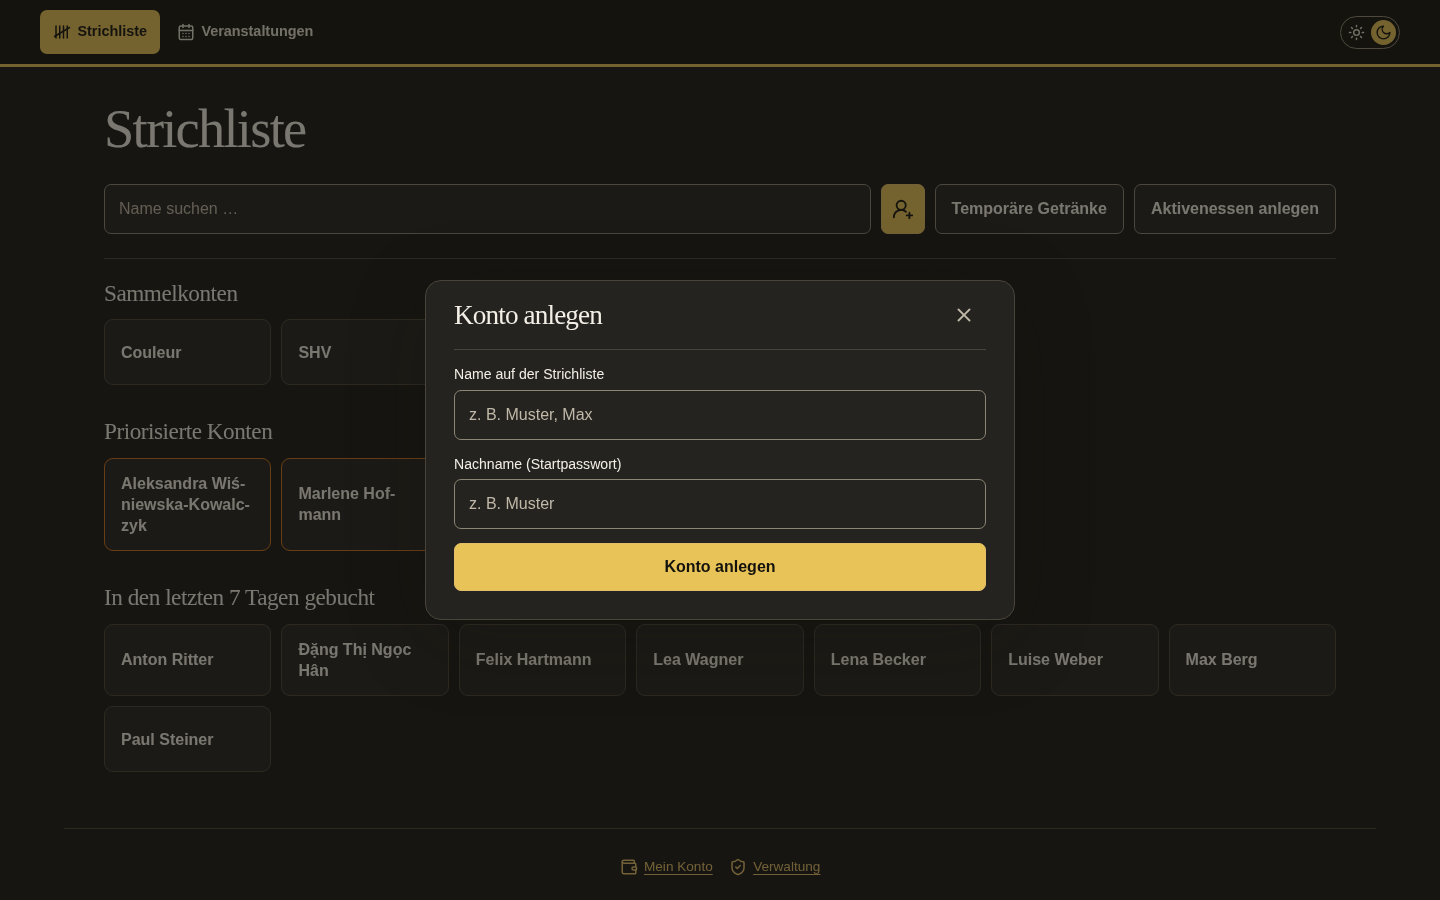 Strichliste
Veranstaltungen
Strichliste
Name suchen …
Temporäre Getränke
Aktivenessen anlegen
Sammelkonten
Couleur
SHV
Priorisierte Konten
Aleksandra Wiś-
niewska-Kowalc-
zyk
Marlene Hof-
mann
Konto anlegen
Name auf der Strichliste
z. B. Muster, Max
Nachname (Startpasswort)
z. B. Muster
Konto anlegen
In den letzten 7 Tagen gebucht
Anton Ritter
Đặng Thị Ngọc
Hân
Felix Hartmann
Lea Wagner
Lena Becker
Luise Weber
Max Berg
Paul Steiner
Mein Konto
Verwaltung